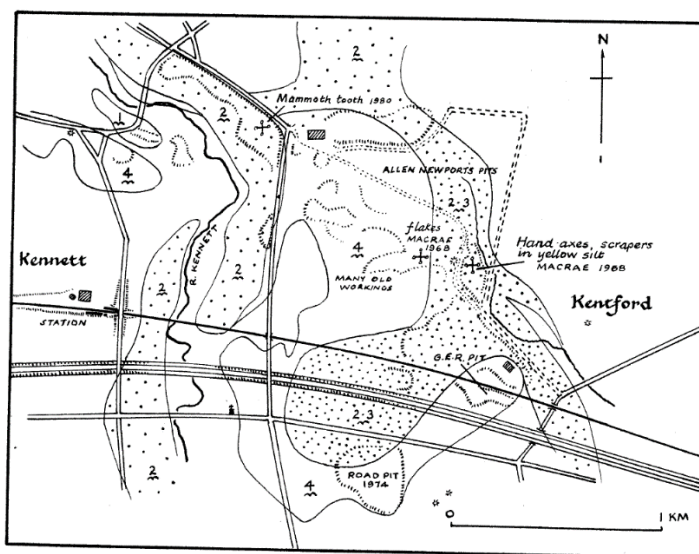 2
N
Mammoth tooth 1980
1
2
ALLEN NEWPORTS PITS
4
2-3
flakes
MACRAE
1968
Hand axes, scrapers
in yellow silt
MACRAE 1968
4
Kennett
R. KENNETT
2
2
MANY OLD
WORKINGS
Kentford
STATION
G.E.R. PIT
2-3
2
4
ROAD PIT
1974
0
1 KM